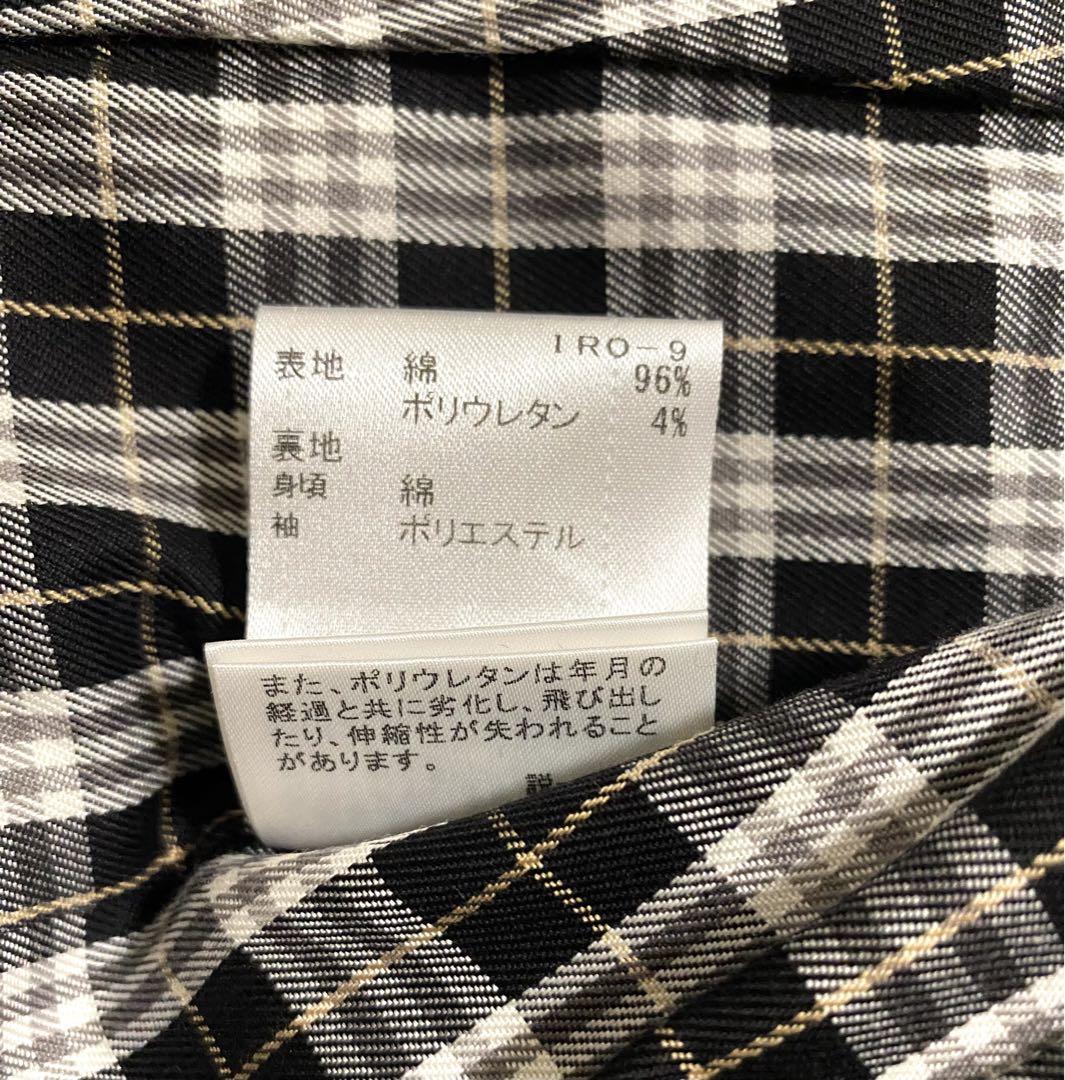 IRO-9
表地 綿 96%
ポリウレタン 4%
裏地
身頃 綿
袖 ポリエステル
また、ポリウレタンは年月の
経過と共に劣化し、飛び出し
たり、伸縮性が失われること
があります。
説